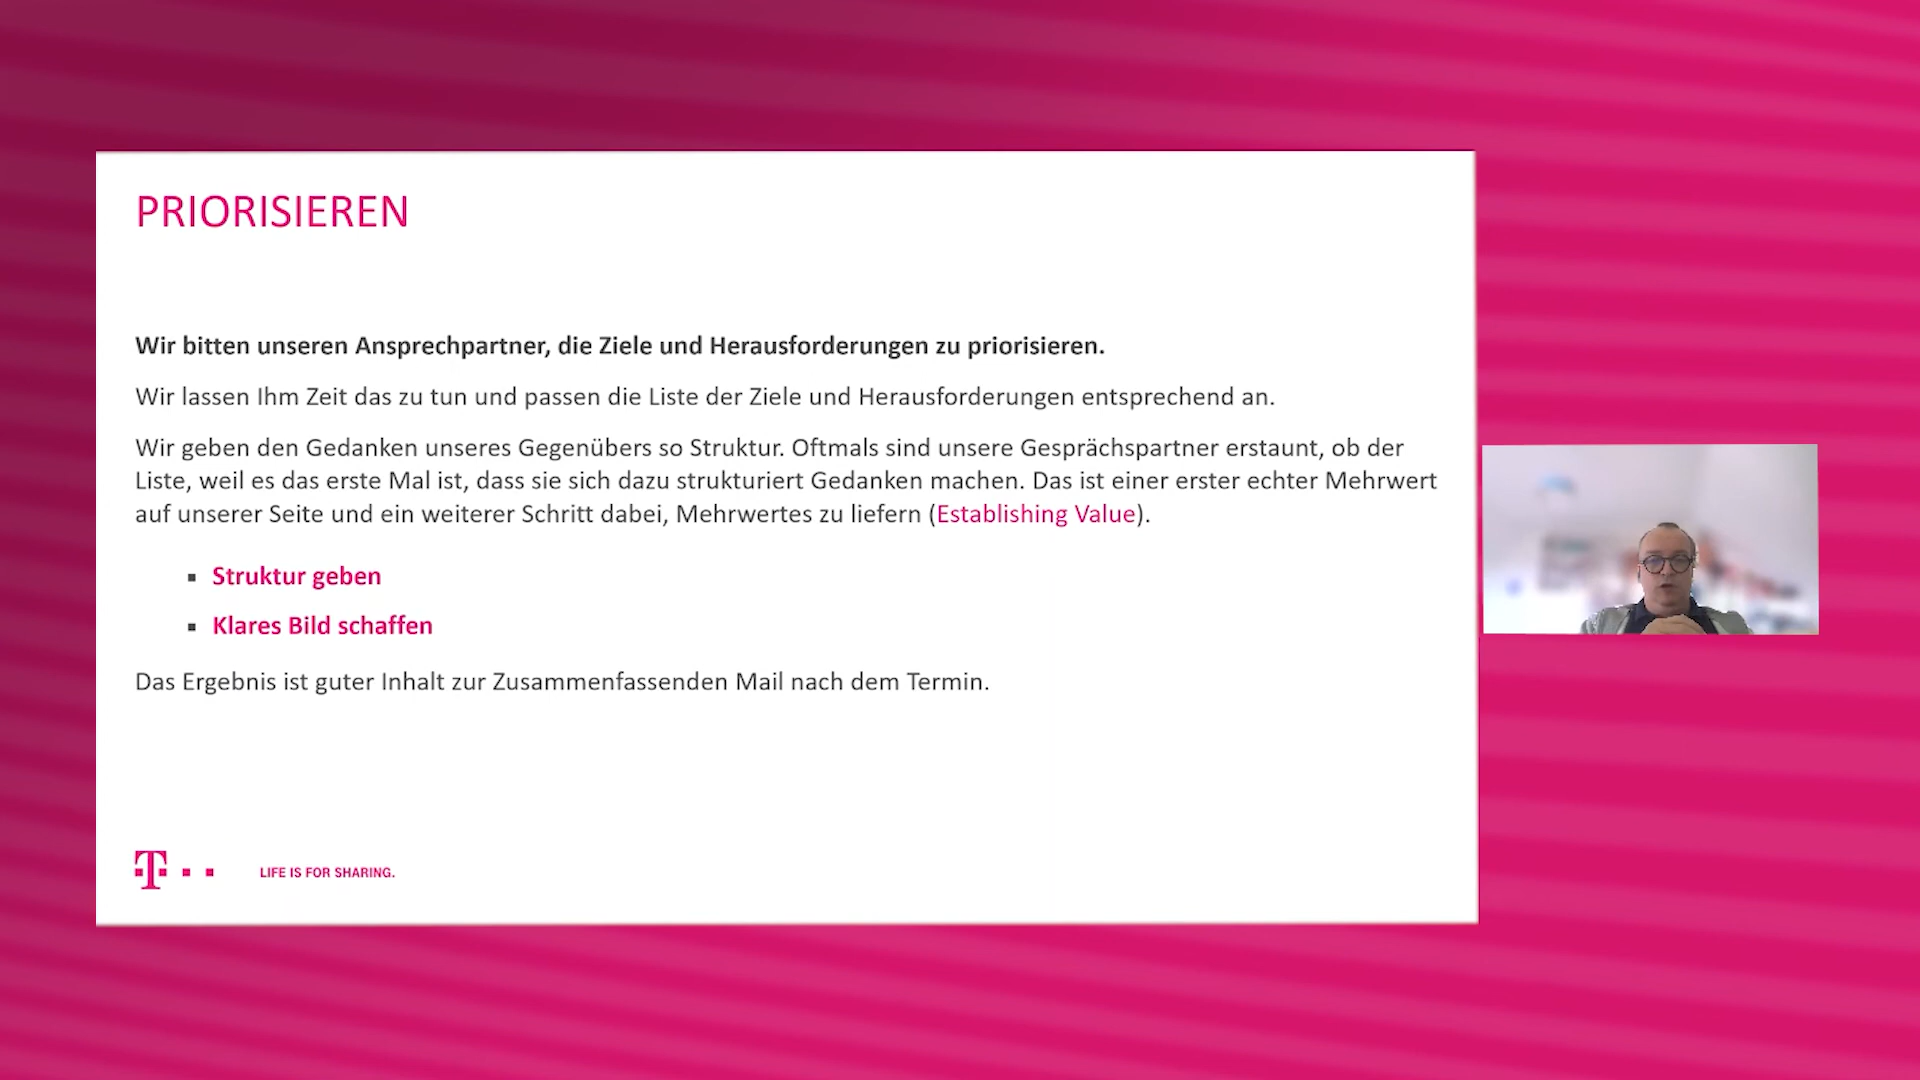 PRIORISIEREN
Wir bitten unseren Ansprechpartner, die Ziele und Herausforderungen zu priorisieren.
Wir lassen Ihm Zeit das zu tun und passen die Liste der Ziele und Herausforderungen entsprechend an.
Wir geben den Gedanken unseres Gegenübers so Struktur. Oftmals sind unsere Gesprächspartner erstaunt, ob der
Liste, weil es das erste Mal ist, dass sie sich dazu strukturiert Gedanken machen. Das ist einer erster echter Mehrwert
auf unserer Seite und ein weiterer Schritt dabei, Mehrwertes zu liefern (Establishing Value).
▪ Struktur geben
▪ Klares Bild schaffen
Das Ergebnis ist guter Inhalt zur Zusammenfassenden Mail nach dem Termin.
T LIFE IS FOR SHARING.